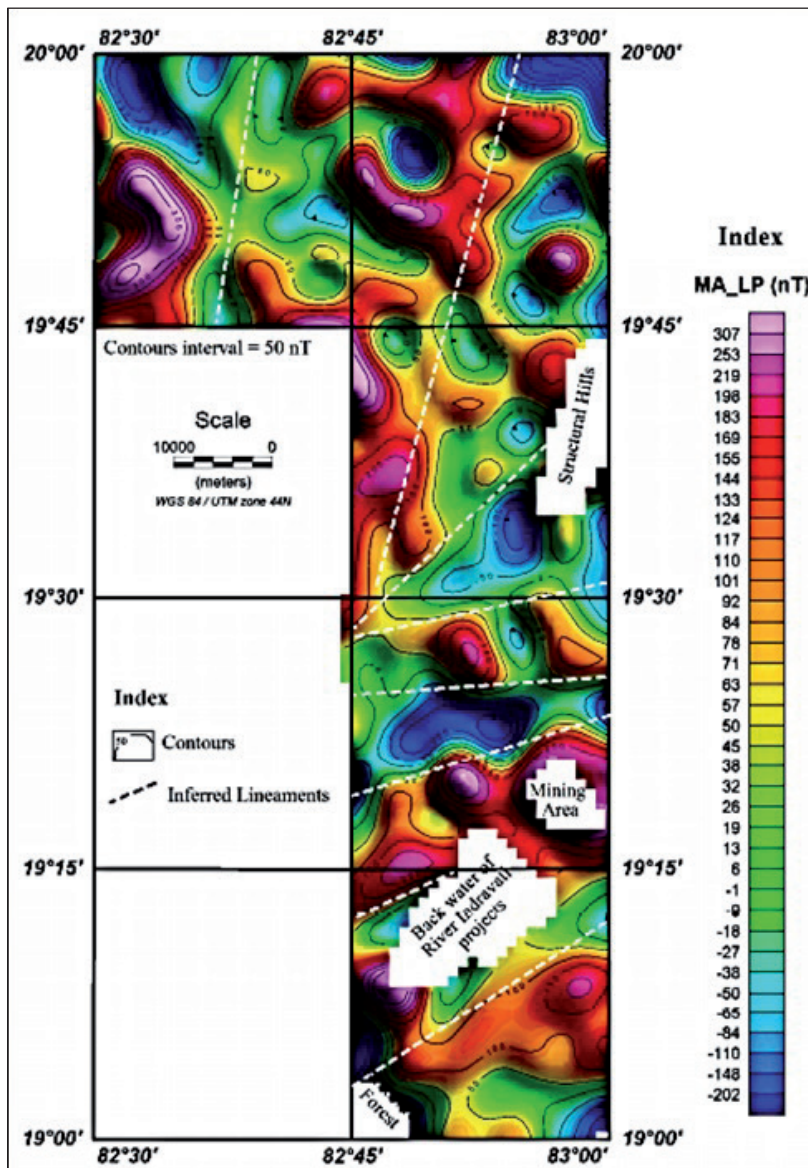 82°30' 82°45' 83°00'
20°00' 20°00'
19°45' 19°45'
Contours interval = 50 nT
Scale
10000 0
(meters)
WGS 84 / UTM zone 44N
Structural Hills
19°30' 19°30'
Index
50 Contours
Inferred Lineaments
Mining
Area
19°15' 19°15'
Back water of
River Indravati
projects
Forest
19°00' 19°00'
82°30' 82°45' 83°00'
Index
MA_LP (nT)
307
253
219
198
183
169
155
144
133
124
117
110
101
92
84
78
71
63
57
50
45
38
32
26
19
13
6
-1
-9
-18
-27
-38
-50
-65
-84
-110
-148
-202